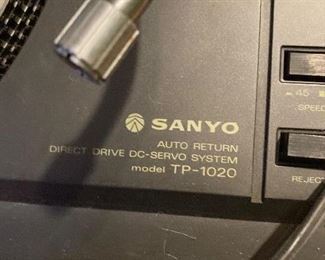 SANYO
AUTO RETURN
DIRECT DRIVE DC-SERVO SYSTEM
model TP-1020
45
SPEED
REJECT